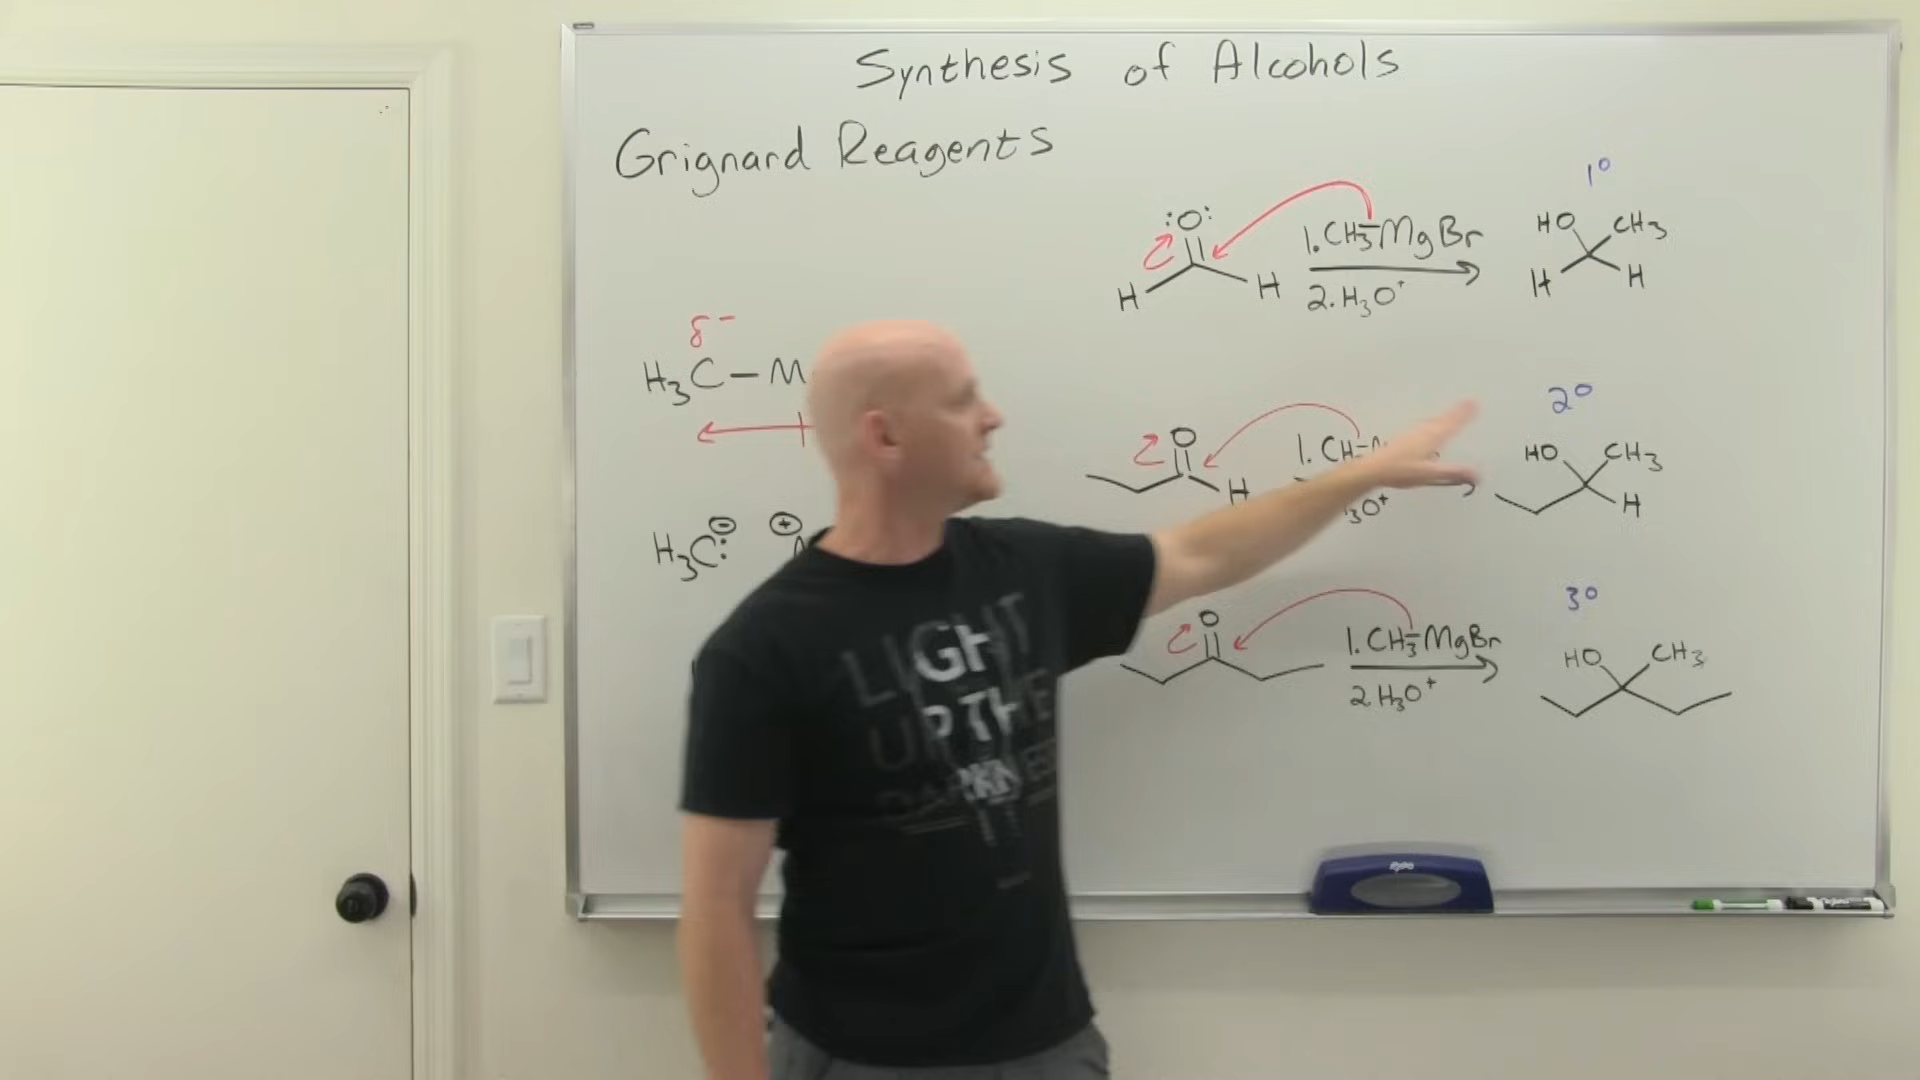 Synthesis of Alcohols
Grignard Reagents
1°
:O:
1. CH3–MgBr
HO CH3
H H
2. H3O+
H H
δ−
H3C–M
2°
O
1. CH
HO CH3
H
3O+
H
H3C:⊖ ⊕
3°
O
1. CH3–MgBr
HO CH3
2. H3O+
LIGHT
UP THE
expo